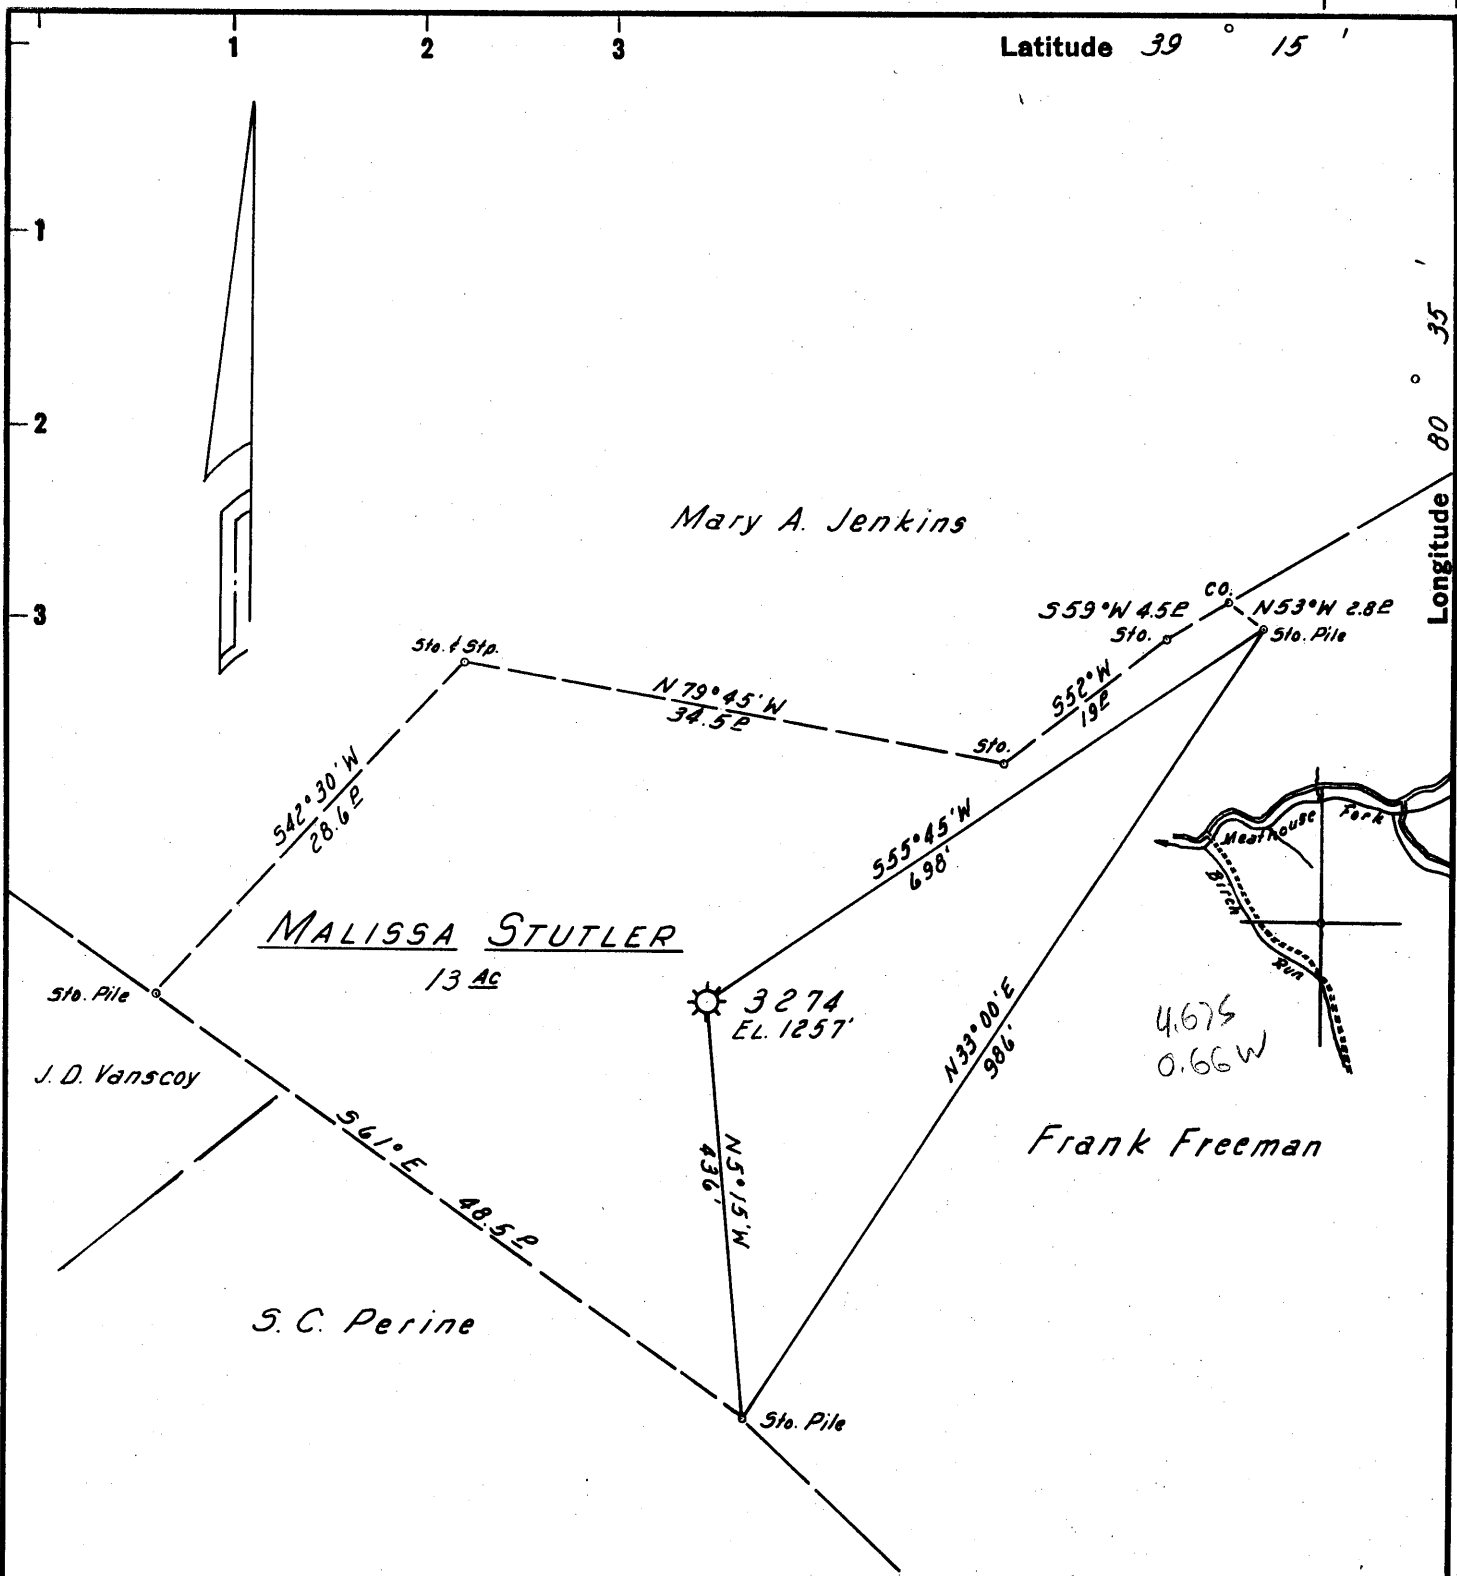 1 2 3 Latitude 39 ° 15 '
1
2
3
Longitude 80 ° 35 '
Mary A. Jenkins
S59°W 4.5P
Sto.
CO.
N53°W 2.8P
Sto. Pile
Sto. & Stp.
N79°45'W
34.5P
Sto.
S52°W
19P
S42°30'W
28.6P
S55°45'W
698'
Meathouse Fork
Birch Run
MALISSA STUTLER
13 Ac
Sto. Pile
3274
EL. 1257'
N33°00'E
986'
4.67S
0.66W
J.D. Vanscoy
S61°E 48.5P
N5°15'W
436'
Frank Freeman
S.C. Perine
Sto. Pile